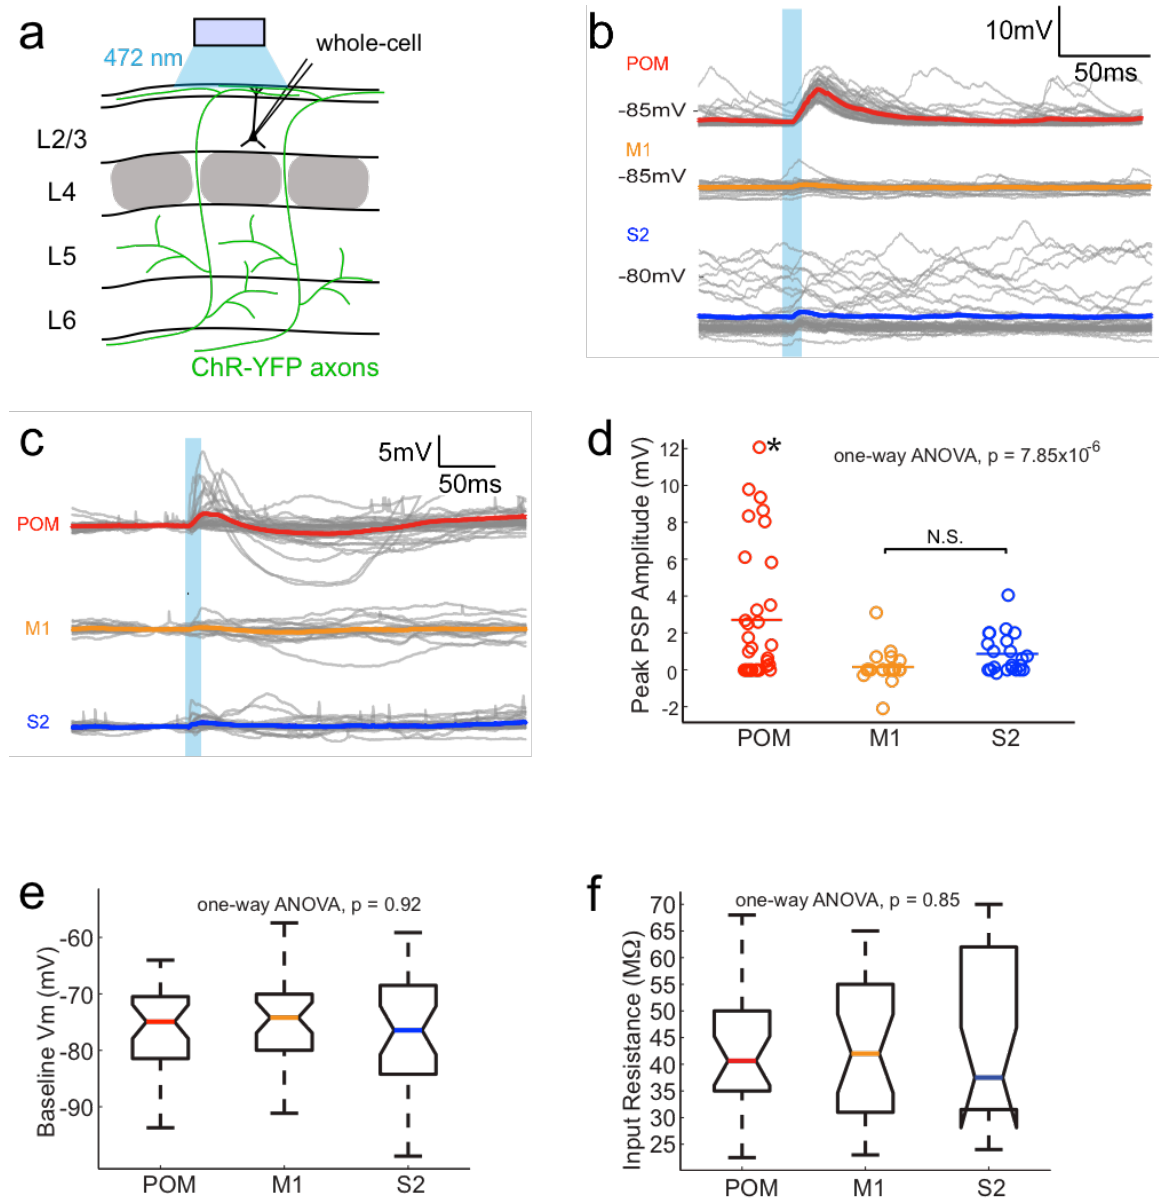 a
472 nm
whole-cell
L2/3
L4
L5
L6
ChR-YFP axons
b
10mV
50ms
POM
-85mV
M1
-85mV
S2
-80mV
c
5mV
50ms
POM
M1
S2
d
Peak PSP Amplitude (mV)
12
10
8
6
4
2
0
-2
*
one-way ANOVA, p = 7.85x10⁻⁶
N.S.
POM M1 S2
e
Baseline Vm (mV)
one-way ANOVA, p = 0.92
-60
-70
-80
-90
POM M1 S2
f
Input Resistance (MΩ)
one-way ANOVA, p = 0.85
70
65
60
55
50
45
40
35
30
25
POM M1 S2